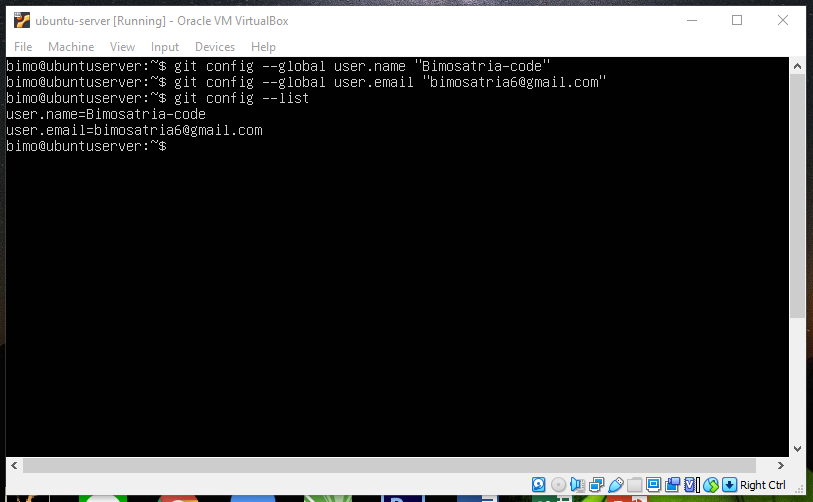 ubuntu-server [Running] - Oracle VM VirtualBox
File Machine View Input Devices Help
bimo@ubuntuserver:~$ git config --global user.name "Bimosatria-code"
bimo@ubuntuserver:~$ git config --global user.email "bimosatria6@gmail.com"
bimo@ubuntuserver:~$ git config --list
user.name=Bimosatria-code
user.email=bimosatria6@gmail.com
bimo@ubuntuserver:~$
Right Ctrl